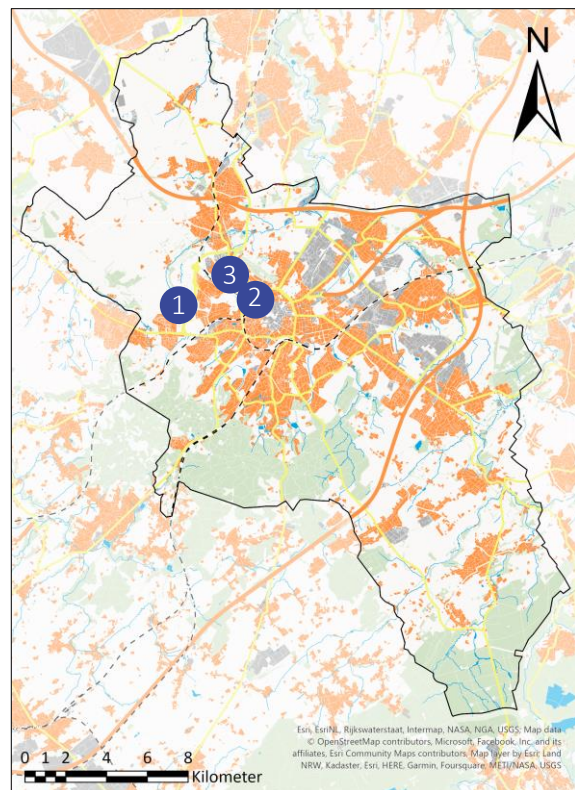 N
3
1
2
Esri, EsriNL, Rijkswaterstaat, Intermap, NASA, NGA, USGS; Map data
© OpenStreetMap contributors, Microsoft, Facebook, Inc. and its
affiliates, Esri Community Maps contributors, Map layer by Esri; Land
NRW, Kadaster, Esri, HERE, Garmin, Foursquare, METI/NASA, USGS
0 1 2 4 6 8
Kilometer